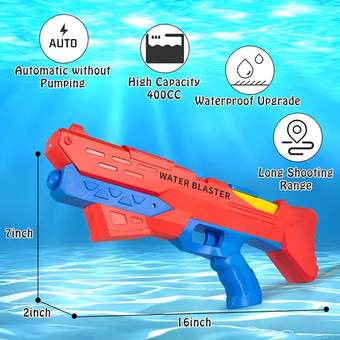 AUTO
Automatic without
Pumping
High Capacity
400CC
Waterproof Upgrade
Long Shooting
Range
WATER BLASTER
7inch
2inch
16inch